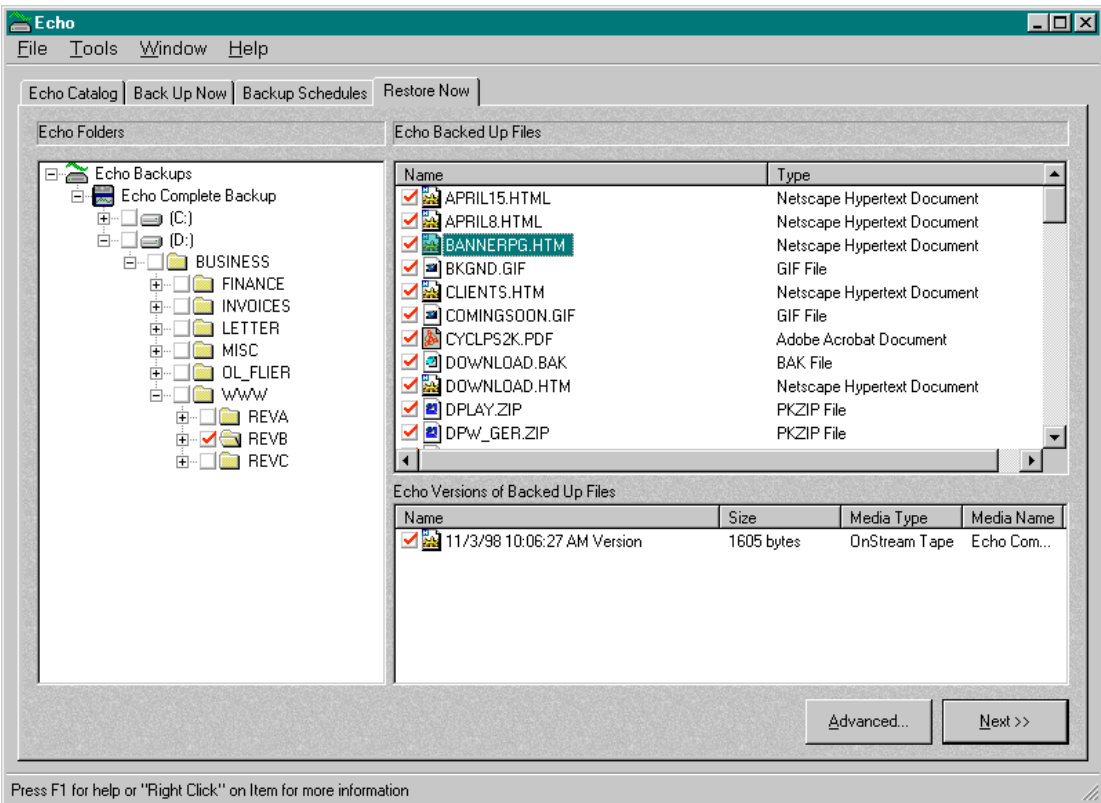 Echo
File Tools Window Help
Echo Catalog Back Up Now Backup Schedules Restore Now
Echo Folders
Echo Backups
Echo Complete Backup
(C:)
(D:)
BUSINESS
FINANCE
INVOICES
LETTER
MISC
OL_FLIER
WWW
REVA
REVB
REVC
Echo Backed Up Files
Name Type
APRIL15.HTML Netscape Hypertext Document
APRIL8.HTML Netscape Hypertext Document
BANNERPG.HTM Netscape Hypertext Document
BKGND.GIF GIF File
CLIENTS.HTM Netscape Hypertext Document
COMINGSOON.GIF GIF File
CYCLPS2K.PDF Adobe Acrobat Document
DOWNLOAD.BAK BAK File
DOWNLOAD.HTM Netscape Hypertext Document
DPLAY.ZIP PKZIP File
DPW_GER.ZIP PKZIP File
Echo Versions of Backed Up Files
Name Size Media Type Media Name
11/3/98 10:06:27 AM Version 1605 bytes OnStream Tape Echo Com...
Advanced... Next >>
Press F1 for help or "Right Click" on Item for more information